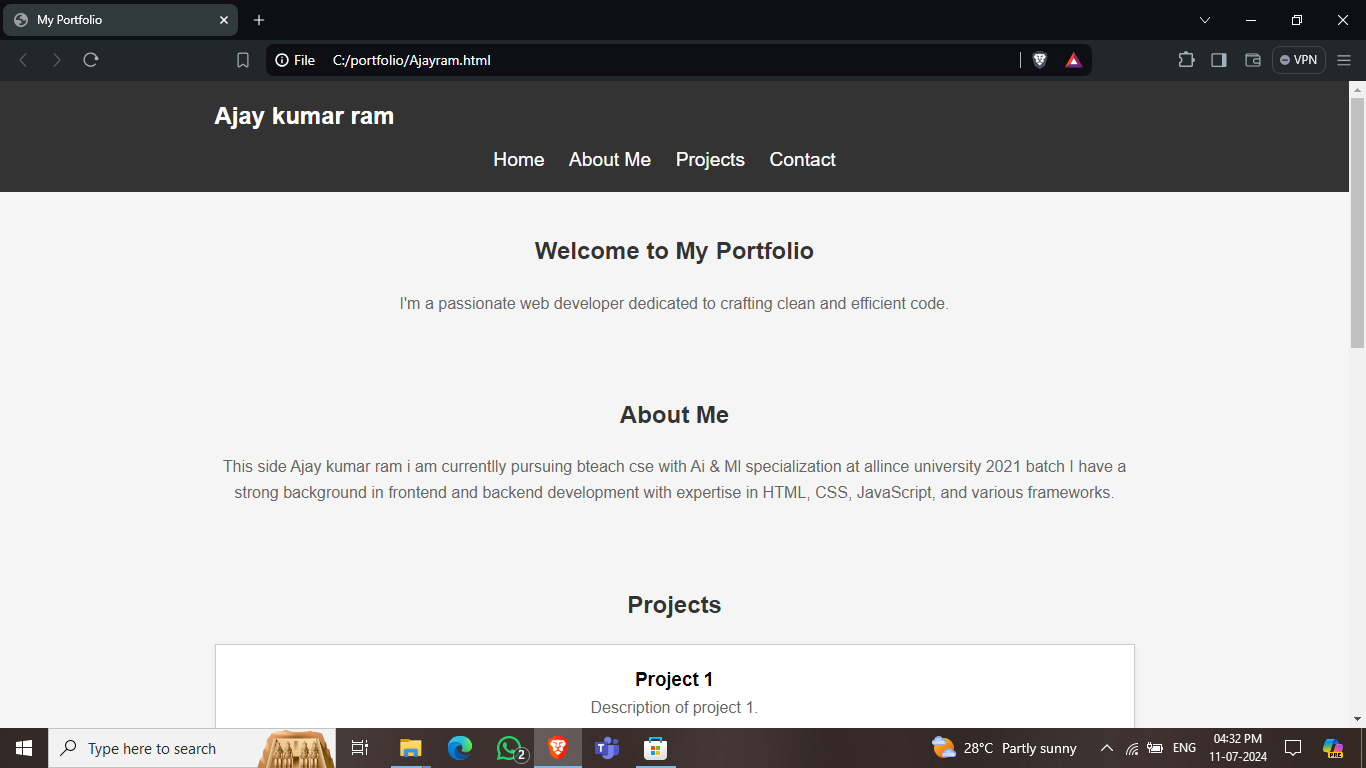 My Portfolio
File C:/portfolio/Ajayram.html
VPN
Ajay kumar ram
Home About Me Projects Contact
Welcome to My Portfolio
I'm a passionate web developer dedicated to crafting clean and efficient code.
About Me
This side Ajay kumar ram i am currentlly pursuing bteach cse with Ai & Ml specialization at allince university 2021 batch I have a
strong background in frontend and backend development with expertise in HTML, CSS, JavaScript, and various frameworks.
Projects
Project 1
Description of project 1.
Type here to search
2
28°C Partly sunny
ENG
04:32 PM
11-07-2024
PRE